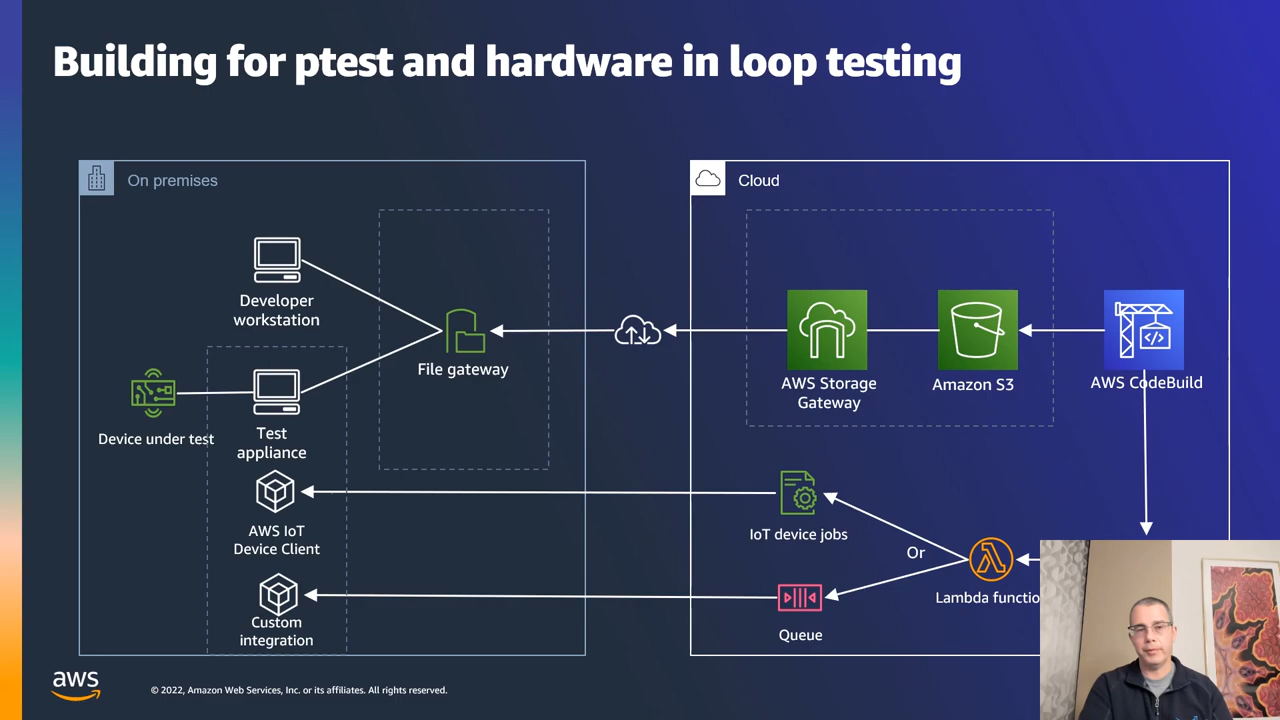 Building for ptest and hardware in loop testing
On premises
Cloud
Developer
workstation
File gateway
AWS Storage
Gateway
Amazon S3
AWS CodeBuild
Device under test
Test
appliance
AWS IoT
Device Client
IoT device jobs
Or
Lambda functio
Custom
integration
Queue
aws
© 2022, Amazon Web Services, Inc. or its affiliates. All rights reserved.